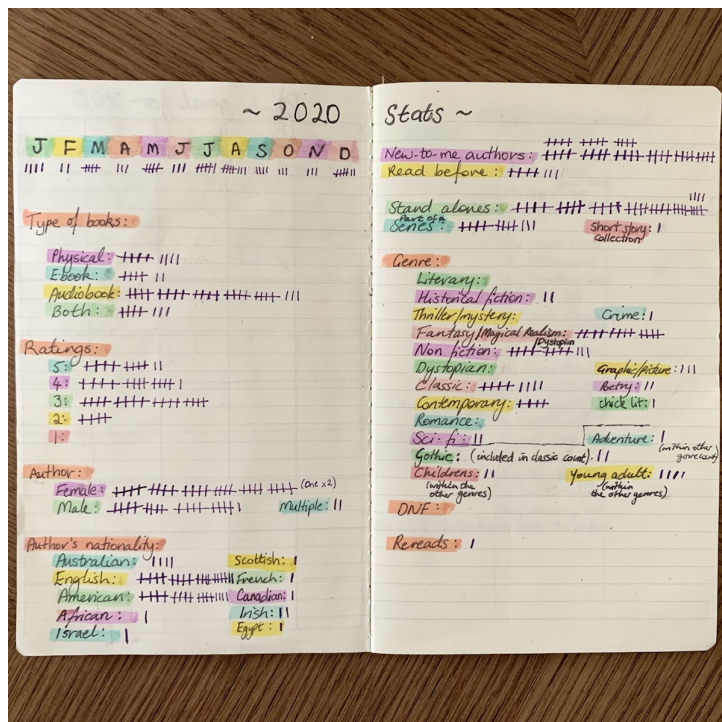 ~ 2020
J F M A M J J A S O N D
Type of books:
Physical:
Ebook:
Audiobook:
Both:
Ratings:
5:
4:
3:
2:
1:
Author:
Female: (one x2)
Male: Multiple:
Author's nationality:
Australian: Scottish:
English: French:
American: Canadian:
African: Irish:
Israel: Egypt:
Stats ~
New-to-me authors:
Read before:
Stand alones:
Part of a
Series: Short story:
collection
Genre:
Literary:
Historical fiction:
Thriller/mystery: Crime:
Fantasy/Magical Realism:
Non fiction: /Dystopian
Dystopian: Graphic/picture:
Classic: Poetry:
Contemporary: chick lit:
Romance:
Sci-fi: Adventure: (within other
genre count)
Gothic: (included in classic count).
Childrens: Young adult:
(within the (within
other genres) the other genres)
DNF:
Rereads: